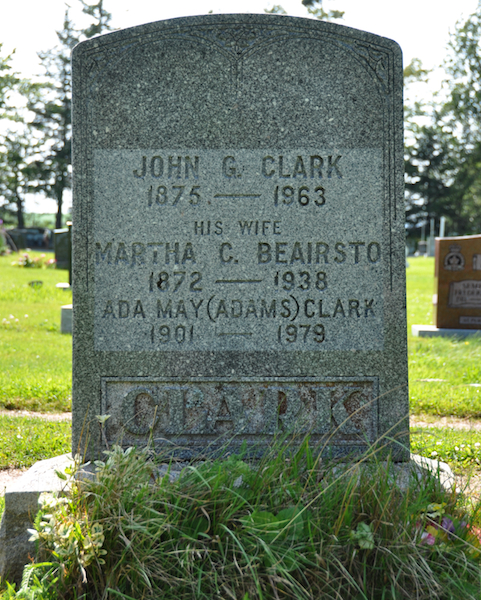 JOHN G. CLARK
1875 — 1963
HIS WIFE
MARTHA C. BEAIRSTO
1872 — 1938
ADA MAY (ADAMS) CLARK
1901 — 1979
CLARK